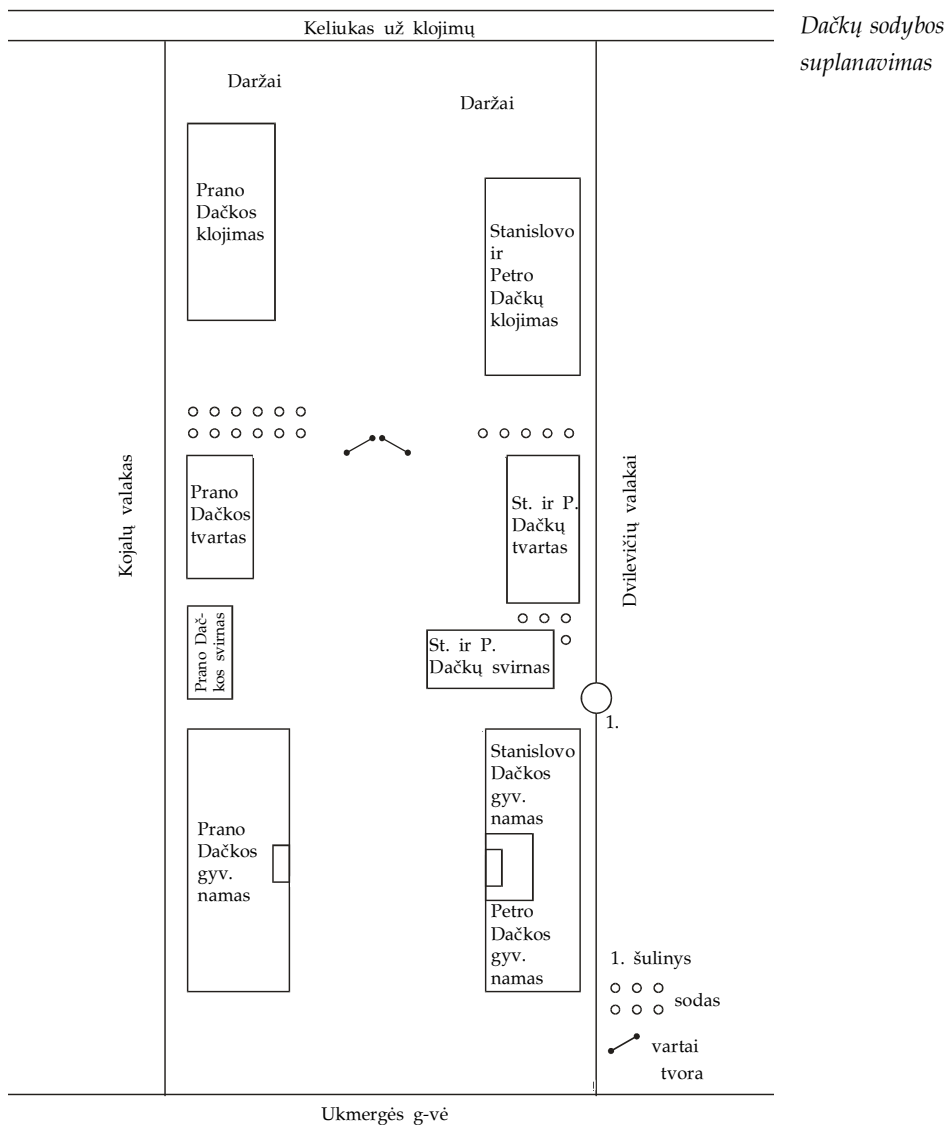 Keliukas už klojimų
Dačkų sodybos
suplanavimas
Daržai
Daržai
Prano
Dačkos
klojimas
Stanislovo
ir
Petro
Dačkų
klojimas
Kojalų valakas
Prano
Dačkos
tvartas
St. ir P.
Dačkų
tvartas
Dvilevičių valakai
Prano Dač-
kos svirnas
St. ir P.
Dačkų svirnas
1.
Prano
Dačkos
gyv.
namas
Stanislovo
Dačkos
gyv.
namas
Petro
Dačkos
gyv.
namas
1. šulinys
sodas
vartai
tvora
Ukmergės g-vė